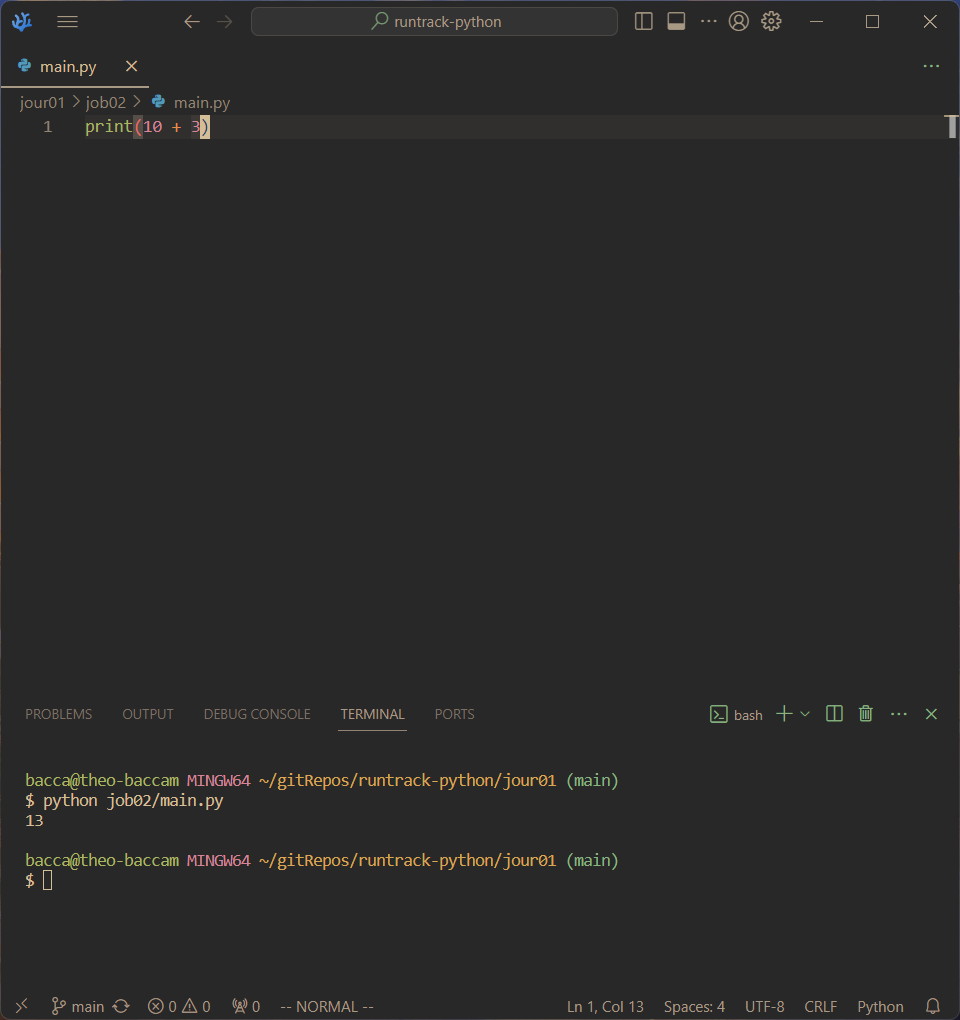 runtrack-python
main.py
jour01 > job02 > main.py
1 print(10 + 3)
PROBLEMS OUTPUT DEBUG CONSOLE TERMINAL PORTS bash
bacca@theo-baccam MINGW64 ~/gitRepos/runtrack-python/jour01 (main)
$ python job02/main.py
13
bacca@theo-baccam MINGW64 ~/gitRepos/runtrack-python/jour01 (main)
$
main 0 0 0 -- NORMAL -- Ln 1, Col 13 Spaces: 4 UTF-8 CRLF Python